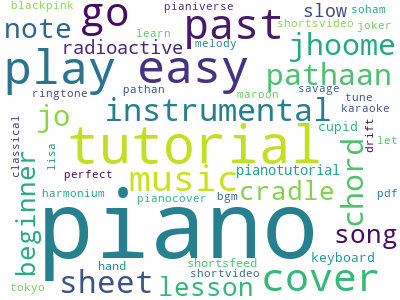 blackpink
go
past
pianiverse
slow
soham
note
learn
shortsvideo
joker
radioactive
melody
jhoome
play
easy
pathaan
ringtone
pathan
maroon
savage
tune
karaoke
jo
instrumental
cupid
drift
let
classical
lisa
tutorial
chord
beginner
perfect
music
pianotutorial
harmonium
pianocover
bgm
cradle
pdf
piano
song
hand
shortsfeed
keyboard
tokyo
sheet
lesson
shortvideo
cover